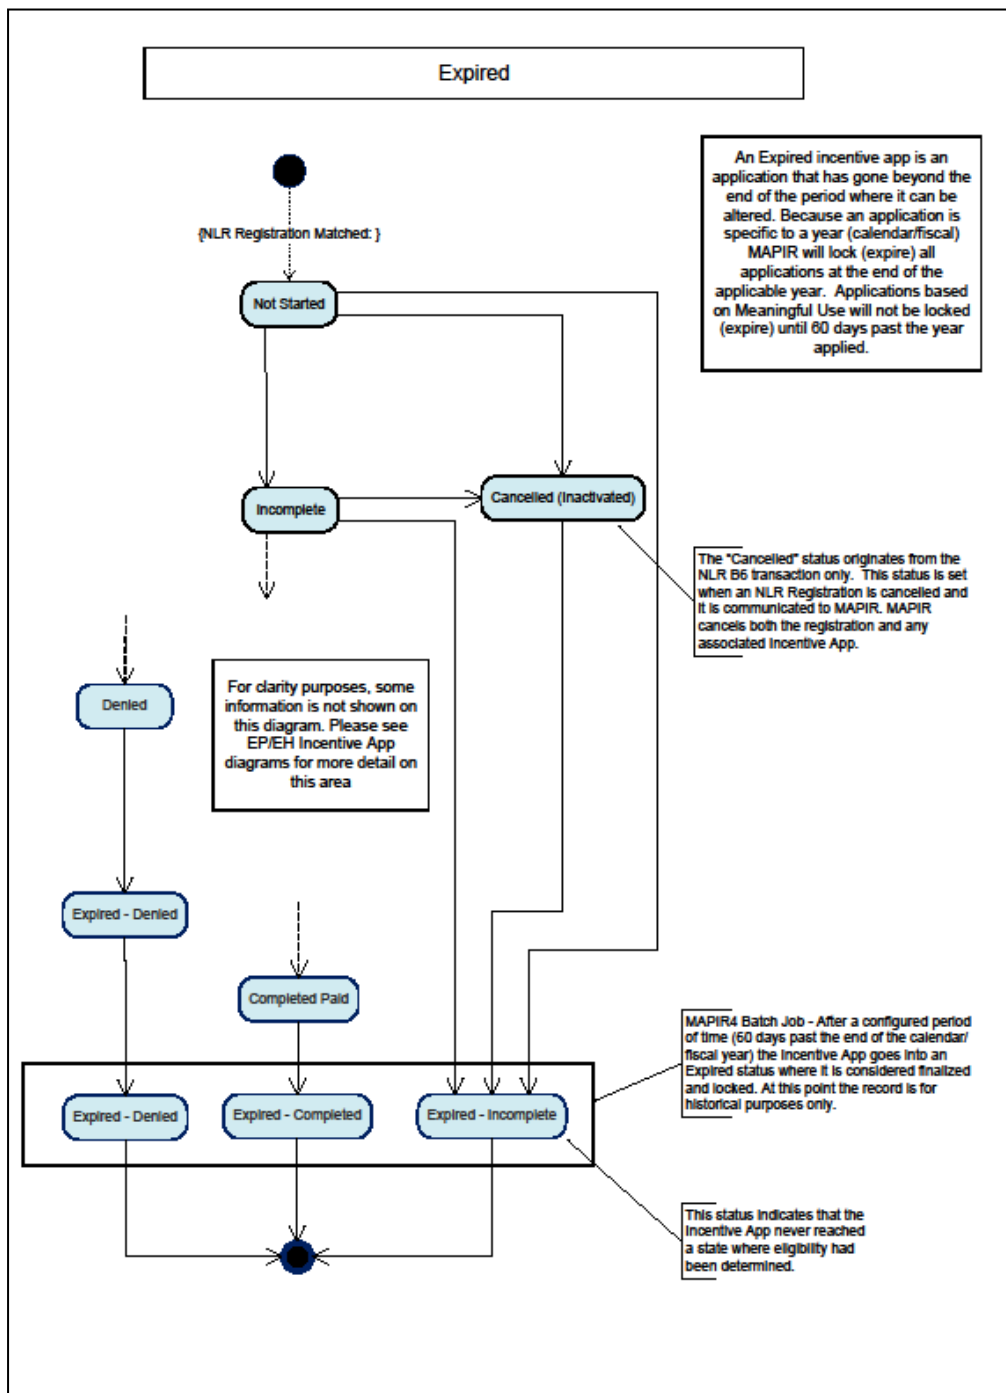 Expired
An Expired incentive app is an
application that has gone beyond the
end of the period where it can be
altered. Because an application is
specific to a year (calendar/fiscal)
MAPIR will lock (expire) all
applications at the end of the
applicable year.  Applications based
on Meaningful Use will not be locked
(expire) until 60 days past the year
applied.
{NLR Registration Matched: }
Not Started
Incomplete
Cancelled (Inactivated)
The "Cancelled" status originates from the
NLR B6 transaction only.  This status is set
when an NLR Registration is cancelled and
it is communicated to MAPIR. MAPIR
cancels both the registration and any
associated Incentive App.
For clarity purposes, some
information is not shown on
this diagram. Please see
EP/EH Incentive App
diagrams for more detail on
this area
Denied
Expired - Denied
Completed Paid
MAPIR4 Batch Job - After a configured period
of time (60 days past the end of the calendar/
fiscal year) the Incentive App goes into an
Expired status where it is considered finalized
and locked. At this point the record is for
historical purposes only.
Expired - Denied
Expired - Completed
Expired - Incomplete
This status indicates that the
Incentive App never reached
a state where eligibility had
been determined.